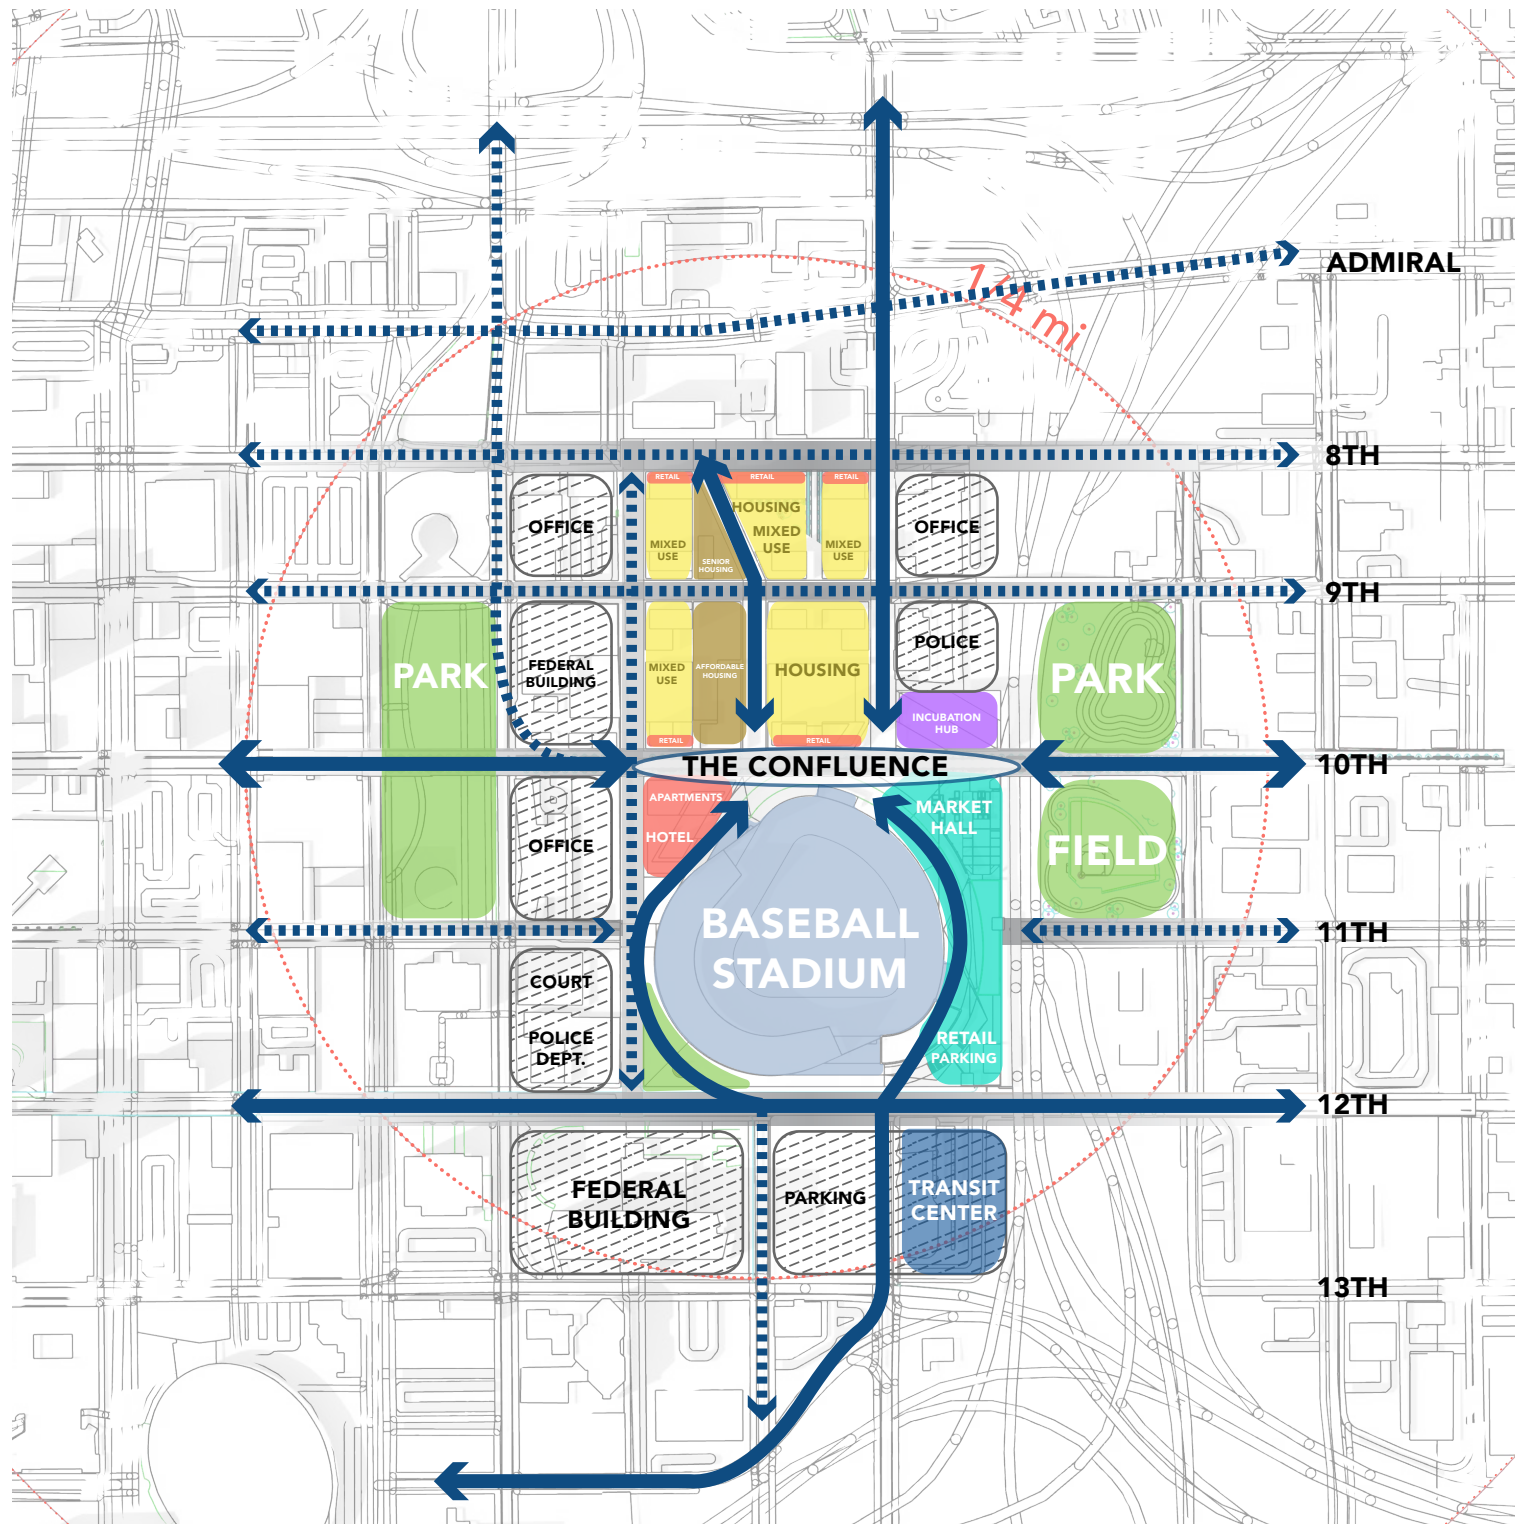 ADMIRAL
1/4 mi
8TH
RETAIL
RETAIL
RETAIL
OFFICE
HOUSING
MIXED
USE
MIXED
USE
SENIOR
HOUSING
MIXED
USE
OFFICE
9TH
PARK
FEDERAL
BUILDING
MIXED
USE
AFFORDABLE
HOUSING
HOUSING
POLICE
PARK
INCUBATION
HUB
RETAIL
RETAIL
THE CONFLUENCE
10TH
APARTMENTS
HOTEL
MARKET
HALL
OFFICE
FIELD
BASEBALL
STADIUM
11TH
COURT
POLICE
DEPT.
RETAIL
PARKING
12TH
FEDERAL
BUILDING
PARKING
TRANSIT
CENTER
13TH